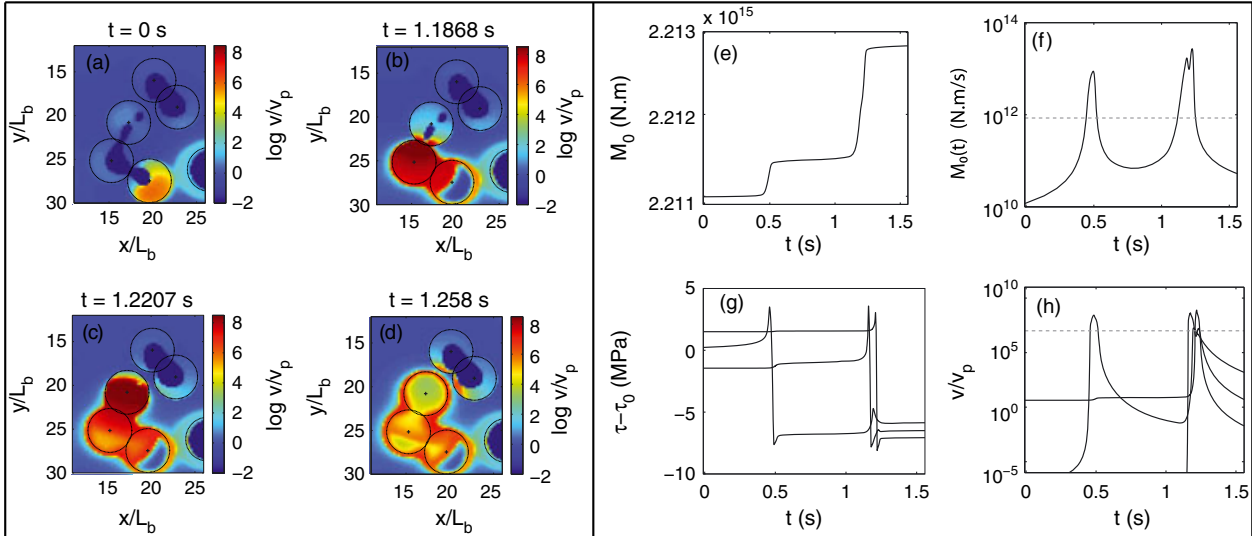 t = 0 s
(a)
15
20
25
30
y/L_b
15 20 25
x/L_b
8
6
4
2
0
−2
log v/v_p
t = 1.1868 s
(b)
15
20
25
30
y/L_b
15 20 25
x/L_b
8
6
4
2
0
−2
log v/v_p
t = 1.2207 s
(c)
15
20
25
30
y/L_b
15 20 25
x/L_b
8
6
4
2
0
−2
log v/v_p
t = 1.258 s
(d)
15
20
25
30
y/L_b
15 20 25
x/L_b
8
6
4
2
0
−2
log v/v_p
x 10^15
(e)
2.213
2.212
2.211
M_0 (N.m)
0 0.5 1 1.5
t (s)
(f)
10^14
10^12
10^10
M_0(t) (N.m/s)
0 0.5 1 1.5
t (s)
(g)
5
0
−5
−10
τ−τ_0 (MPa)
0 0.5 1 1.5
t (s)
(h)
10^10
10^5
10^0
10^−5
v/v_p
0 0.5 1 1.5
t (s)